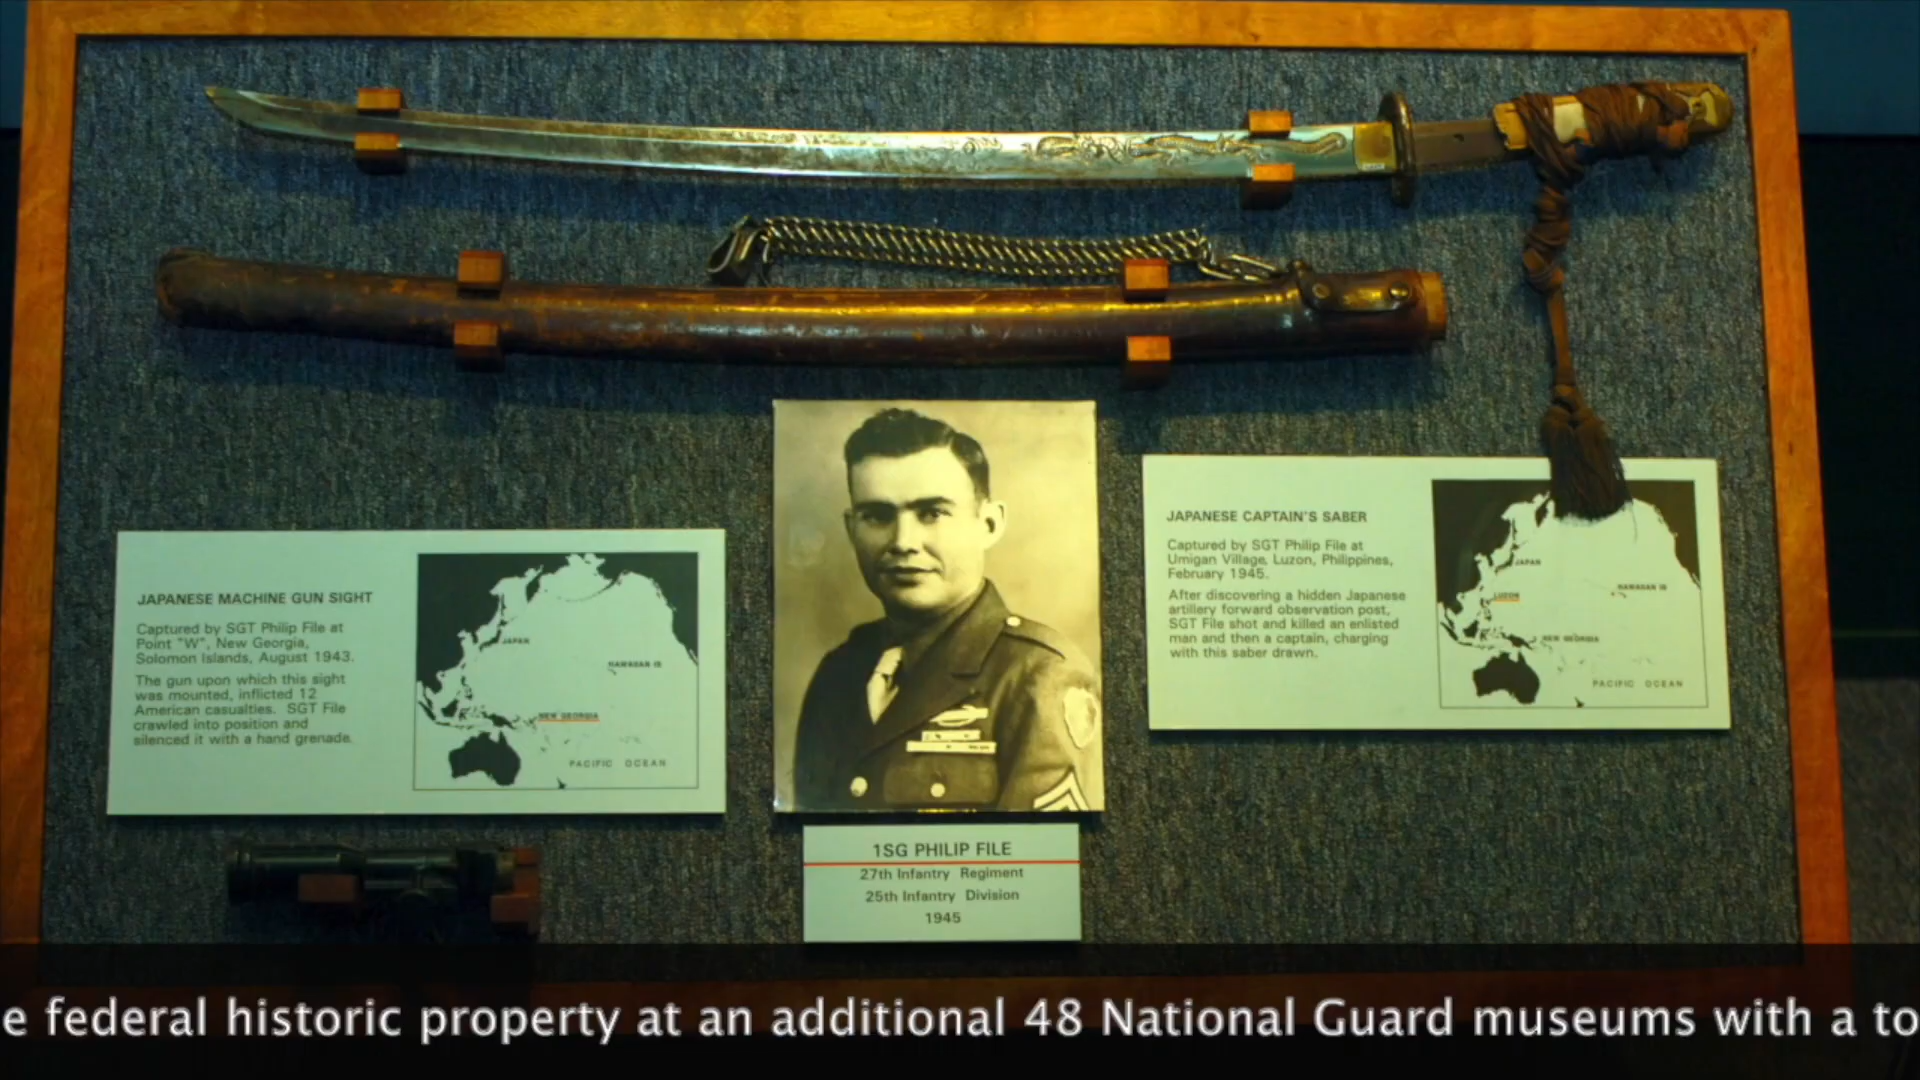 JAPANESE MACHINE GUN SIGHT
Captured by SGT Philip File at
Point "W", New Georgia,
Solomon Islands, August 1943.
The gun upon which this sight
was mounted, inflicted 12
American casualties. SGT File
crawled into position and
silenced it with a hand grenade.
JAPAN
HAWAIIAN IS
NEW GEORGIA
PACIFIC OCEAN
1SG PHILIP FILE
27th Infantry Regiment
25th Infantry Division
1945
JAPANESE CAPTAIN'S SABER
Captured by SGT Philip File at
Umigan Village, Luzon, Philippines,
February 1945.
After discovering a hidden Japanese
artillery forward observation post,
SGT File shot and killed an enlisted
man and then a captain, charging
with this saber drawn.
JAPAN
HAWAIIAN IS
LUZON
NEW GEORGIA
PACIFIC OCEAN
e federal historic property at an additional 48 National Guard museums with a to